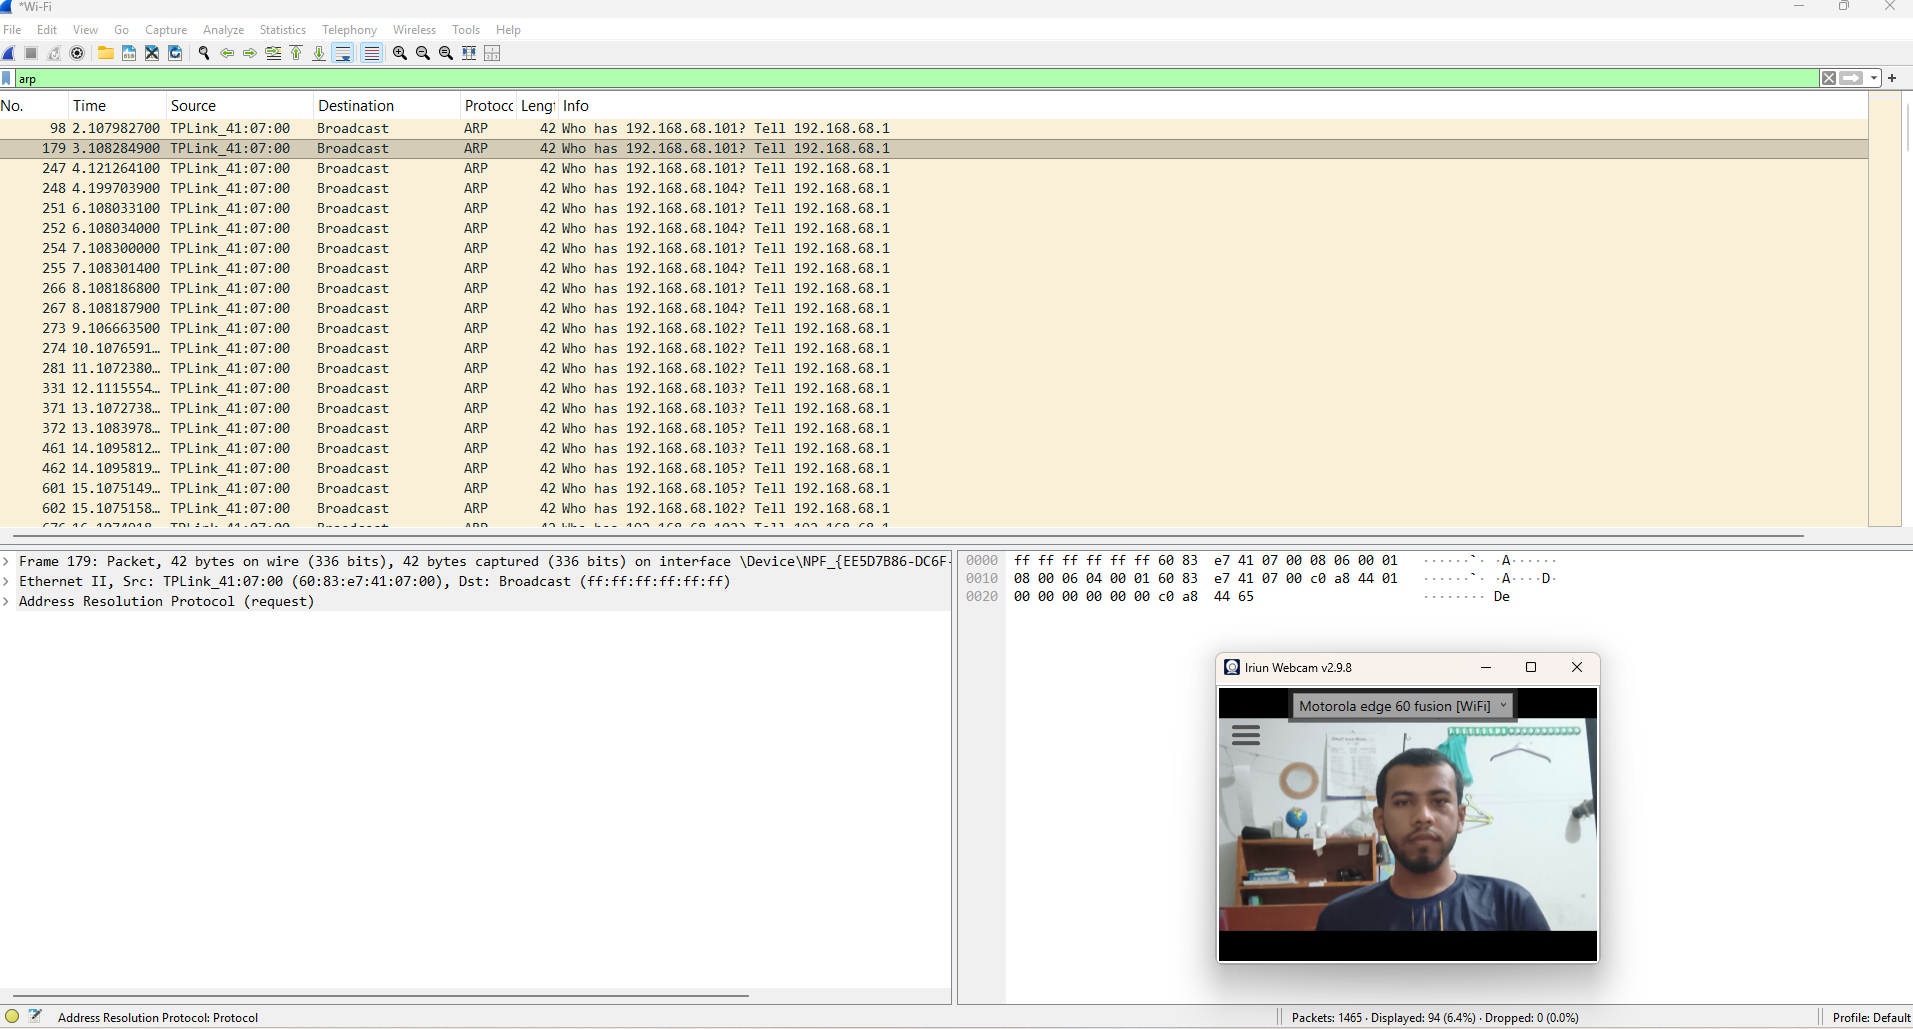 *Wi-Fi
File Edit View Go Capture Analyze Statistics Telephony Wireless Tools Help
arp
No. Time Source Destination Protocc Lengt Info
98 2.107982700 TPLink_41:07:00 Broadcast ARP 42 Who has 192.168.68.101? Tell 192.168.68.1
179 3.108284900 TPLink_41:07:00 Broadcast ARP 42 Who has 192.168.68.101? Tell 192.168.68.1
247 4.121264100 TPLink_41:07:00 Broadcast ARP 42 Who has 192.168.68.101? Tell 192.168.68.1
248 4.199703900 TPLink_41:07:00 Broadcast ARP 42 Who has 192.168.68.104? Tell 192.168.68.1
251 6.108033100 TPLink_41:07:00 Broadcast ARP 42 Who has 192.168.68.101? Tell 192.168.68.1
252 6.108034000 TPLink_41:07:00 Broadcast ARP 42 Who has 192.168.68.104? Tell 192.168.68.1
254 7.108300000 TPLink_41:07:00 Broadcast ARP 42 Who has 192.168.68.101? Tell 192.168.68.1
255 7.108301400 TPLink_41:07:00 Broadcast ARP 42 Who has 192.168.68.104? Tell 192.168.68.1
266 8.108186800 TPLink_41:07:00 Broadcast ARP 42 Who has 192.168.68.101? Tell 192.168.68.1
267 8.108187900 TPLink_41:07:00 Broadcast ARP 42 Who has 192.168.68.104? Tell 192.168.68.1
273 9.106663500 TPLink_41:07:00 Broadcast ARP 42 Who has 192.168.68.102? Tell 192.168.68.1
274 10.1076591… TPLink_41:07:00 Broadcast ARP 42 Who has 192.168.68.102? Tell 192.168.68.1
281 11.1072380… TPLink_41:07:00 Broadcast ARP 42 Who has 192.168.68.102? Tell 192.168.68.1
331 12.1115554… TPLink_41:07:00 Broadcast ARP 42 Who has 192.168.68.103? Tell 192.168.68.1
371 13.1072738… TPLink_41:07:00 Broadcast ARP 42 Who has 192.168.68.103? Tell 192.168.68.1
372 13.1083978… TPLink_41:07:00 Broadcast ARP 42 Who has 192.168.68.105? Tell 192.168.68.1
461 14.1095812… TPLink_41:07:00 Broadcast ARP 42 Who has 192.168.68.103? Tell 192.168.68.1
462 14.1095819… TPLink_41:07:00 Broadcast ARP 42 Who has 192.168.68.105? Tell 192.168.68.1
601 15.1075149… TPLink_41:07:00 Broadcast ARP 42 Who has 192.168.68.105? Tell 192.168.68.1
602 15.1075158… TPLink_41:07:00 Broadcast ARP 42 Who has 192.168.68.102? Tell 192.168.68.1
Frame 179: Packet, 42 bytes on wire (336 bits), 42 bytes captured (336 bits) on interface \Device\NPF_{EE5D7B86-DC6F-
Ethernet II, Src: TPLink_41:07:00 (60:83:e7:41:07:00), Dst: Broadcast (ff:ff:ff:ff:ff:ff)
Address Resolution Protocol (request)
0000 ff ff ff ff ff ff 60 83 e7 41 07 00 08 06 00 01 ······`· ·A······
0010 08 00 06 04 00 01 60 83 e7 41 07 00 c0 a8 44 01 ······`· ·A····D·
0020 00 00 00 00 00 00 c0 a8 44 65 ········ De
Iriun Webcam v2.9.8
Motorola edge 60 fusion [WiFi]
Address Resolution Protocol: Protocol
Packets: 1465 · Displayed: 94 (6.4%) · Dropped: 0 (0.0%)
Profile: Default